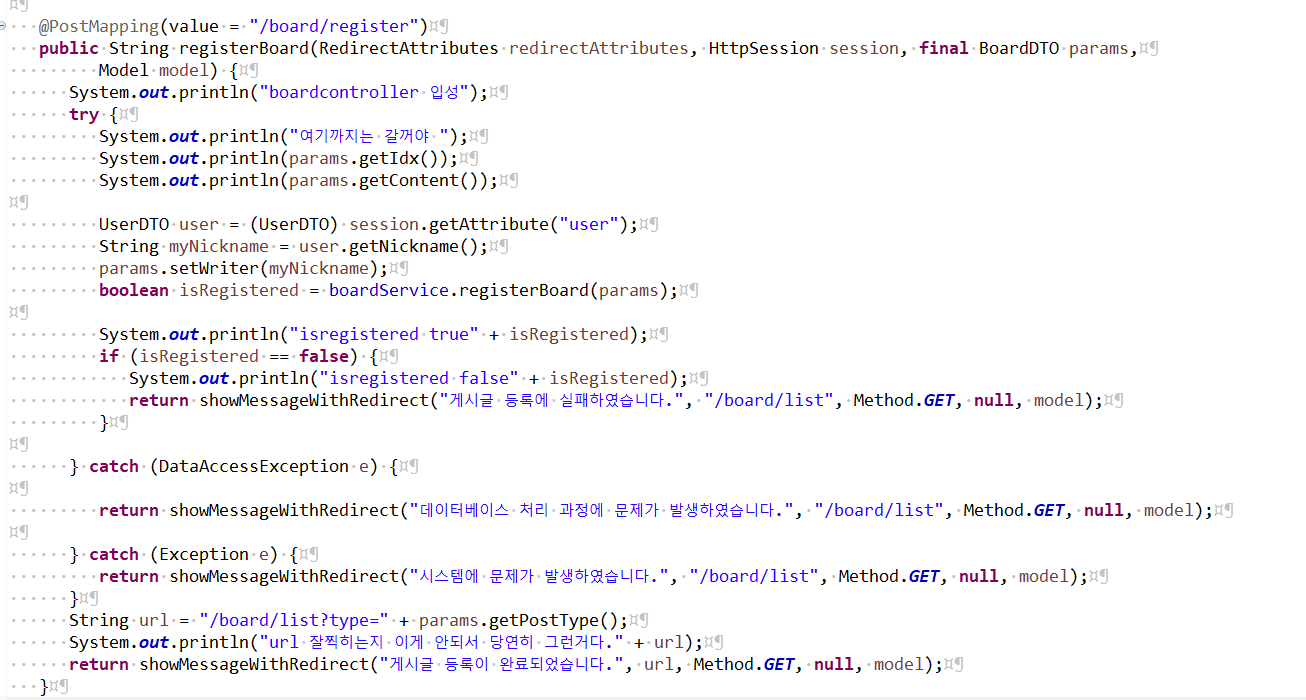 @PostMapping(value = "/board/register")
public String registerBoard(RedirectAttributes redirectAttributes, HttpSession session, final BoardDTO params,
Model model) {
System.out.println("boardcontroller 입성");
try {
System.out.println("여기까지는 갈꺼야 ");
System.out.println(params.getIdx());
System.out.println(params.getContent());
UserDTO user = (UserDTO) session.getAttribute("user");
String myNickname = user.getNickname();
params.setWriter(myNickname);
boolean isRegistered = boardService.registerBoard(params);
System.out.println("isregistered true" + isRegistered);
if (isRegistered == false) {
System.out.println("isregistered false" + isRegistered);
return showMessageWithRedirect("게시글 등록에 실패하였습니다.", "/board/list", Method.GET, null, model);
}
} catch (DataAccessException e) {
return showMessageWithRedirect("데이터베이스 처리 과정에 문제가 발생하였습니다.", "/board/list", Method.GET, null, model);
} catch (Exception e) {
return showMessageWithRedirect("시스템에 문제가 발생하였습니다.", "/board/list", Method.GET, null, model);
}
String url = "/board/list?type=" + params.getPostType();
System.out.println("url 잘찍히는지 이게 안되서 당연히 그런거다." + url);
return showMessageWithRedirect("게시글 등록이 완료되었습니다.", url, Method.GET, null, model);
}